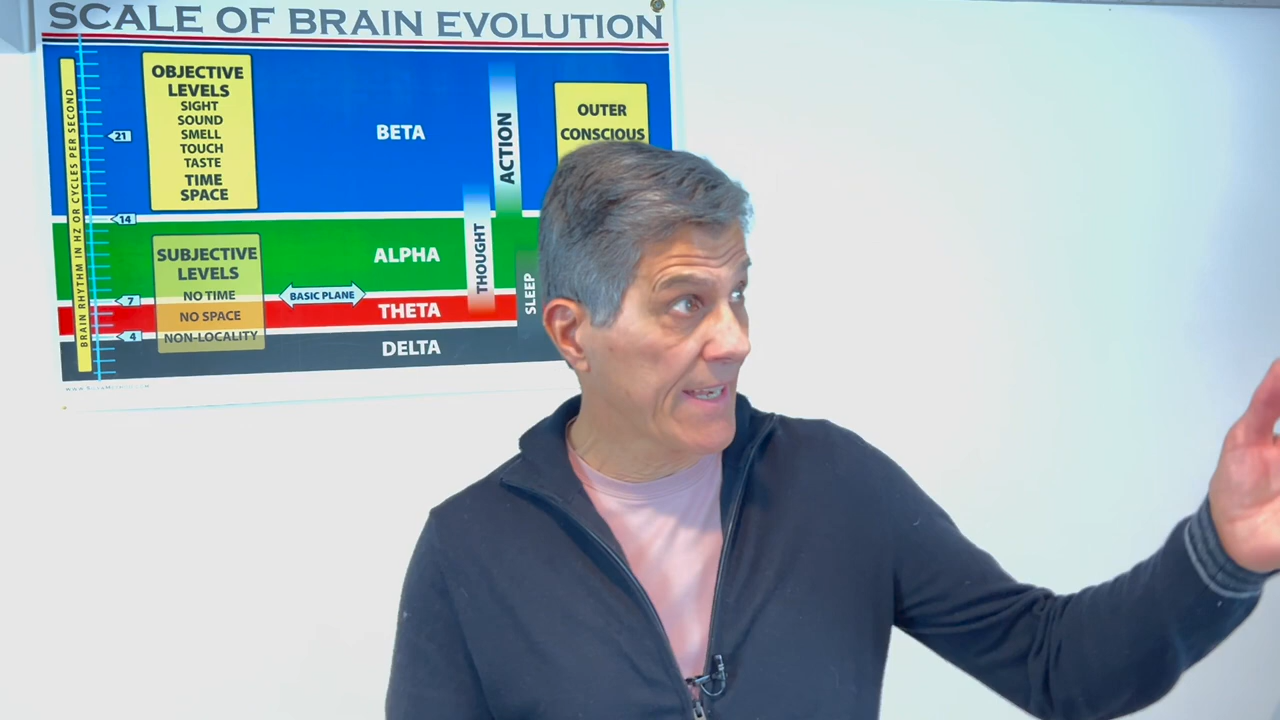 SCALE OF BRAIN EVOLUTION
BRAIN RHYTHM IN HZ OR CYCLES PER SECOND
OBJECTIVE
LEVELS
SIGHT
SOUND
SMELL
TOUCH
TASTE
TIME
SPACE
21
BETA
ACTION
OUTER
CONSCIOUS
14
SUBJECTIVE
LEVELS
NO TIME
NO SPACE
NON-LOCALITY
ALPHA
THOUGHT
SLEEP
BASIC PLANE
7
THETA
4
DELTA